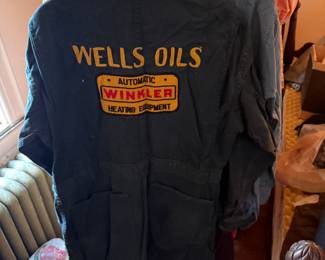 WELLS OILS
AUTOMATIC
WINKLER
HEATING EQUIPMENT